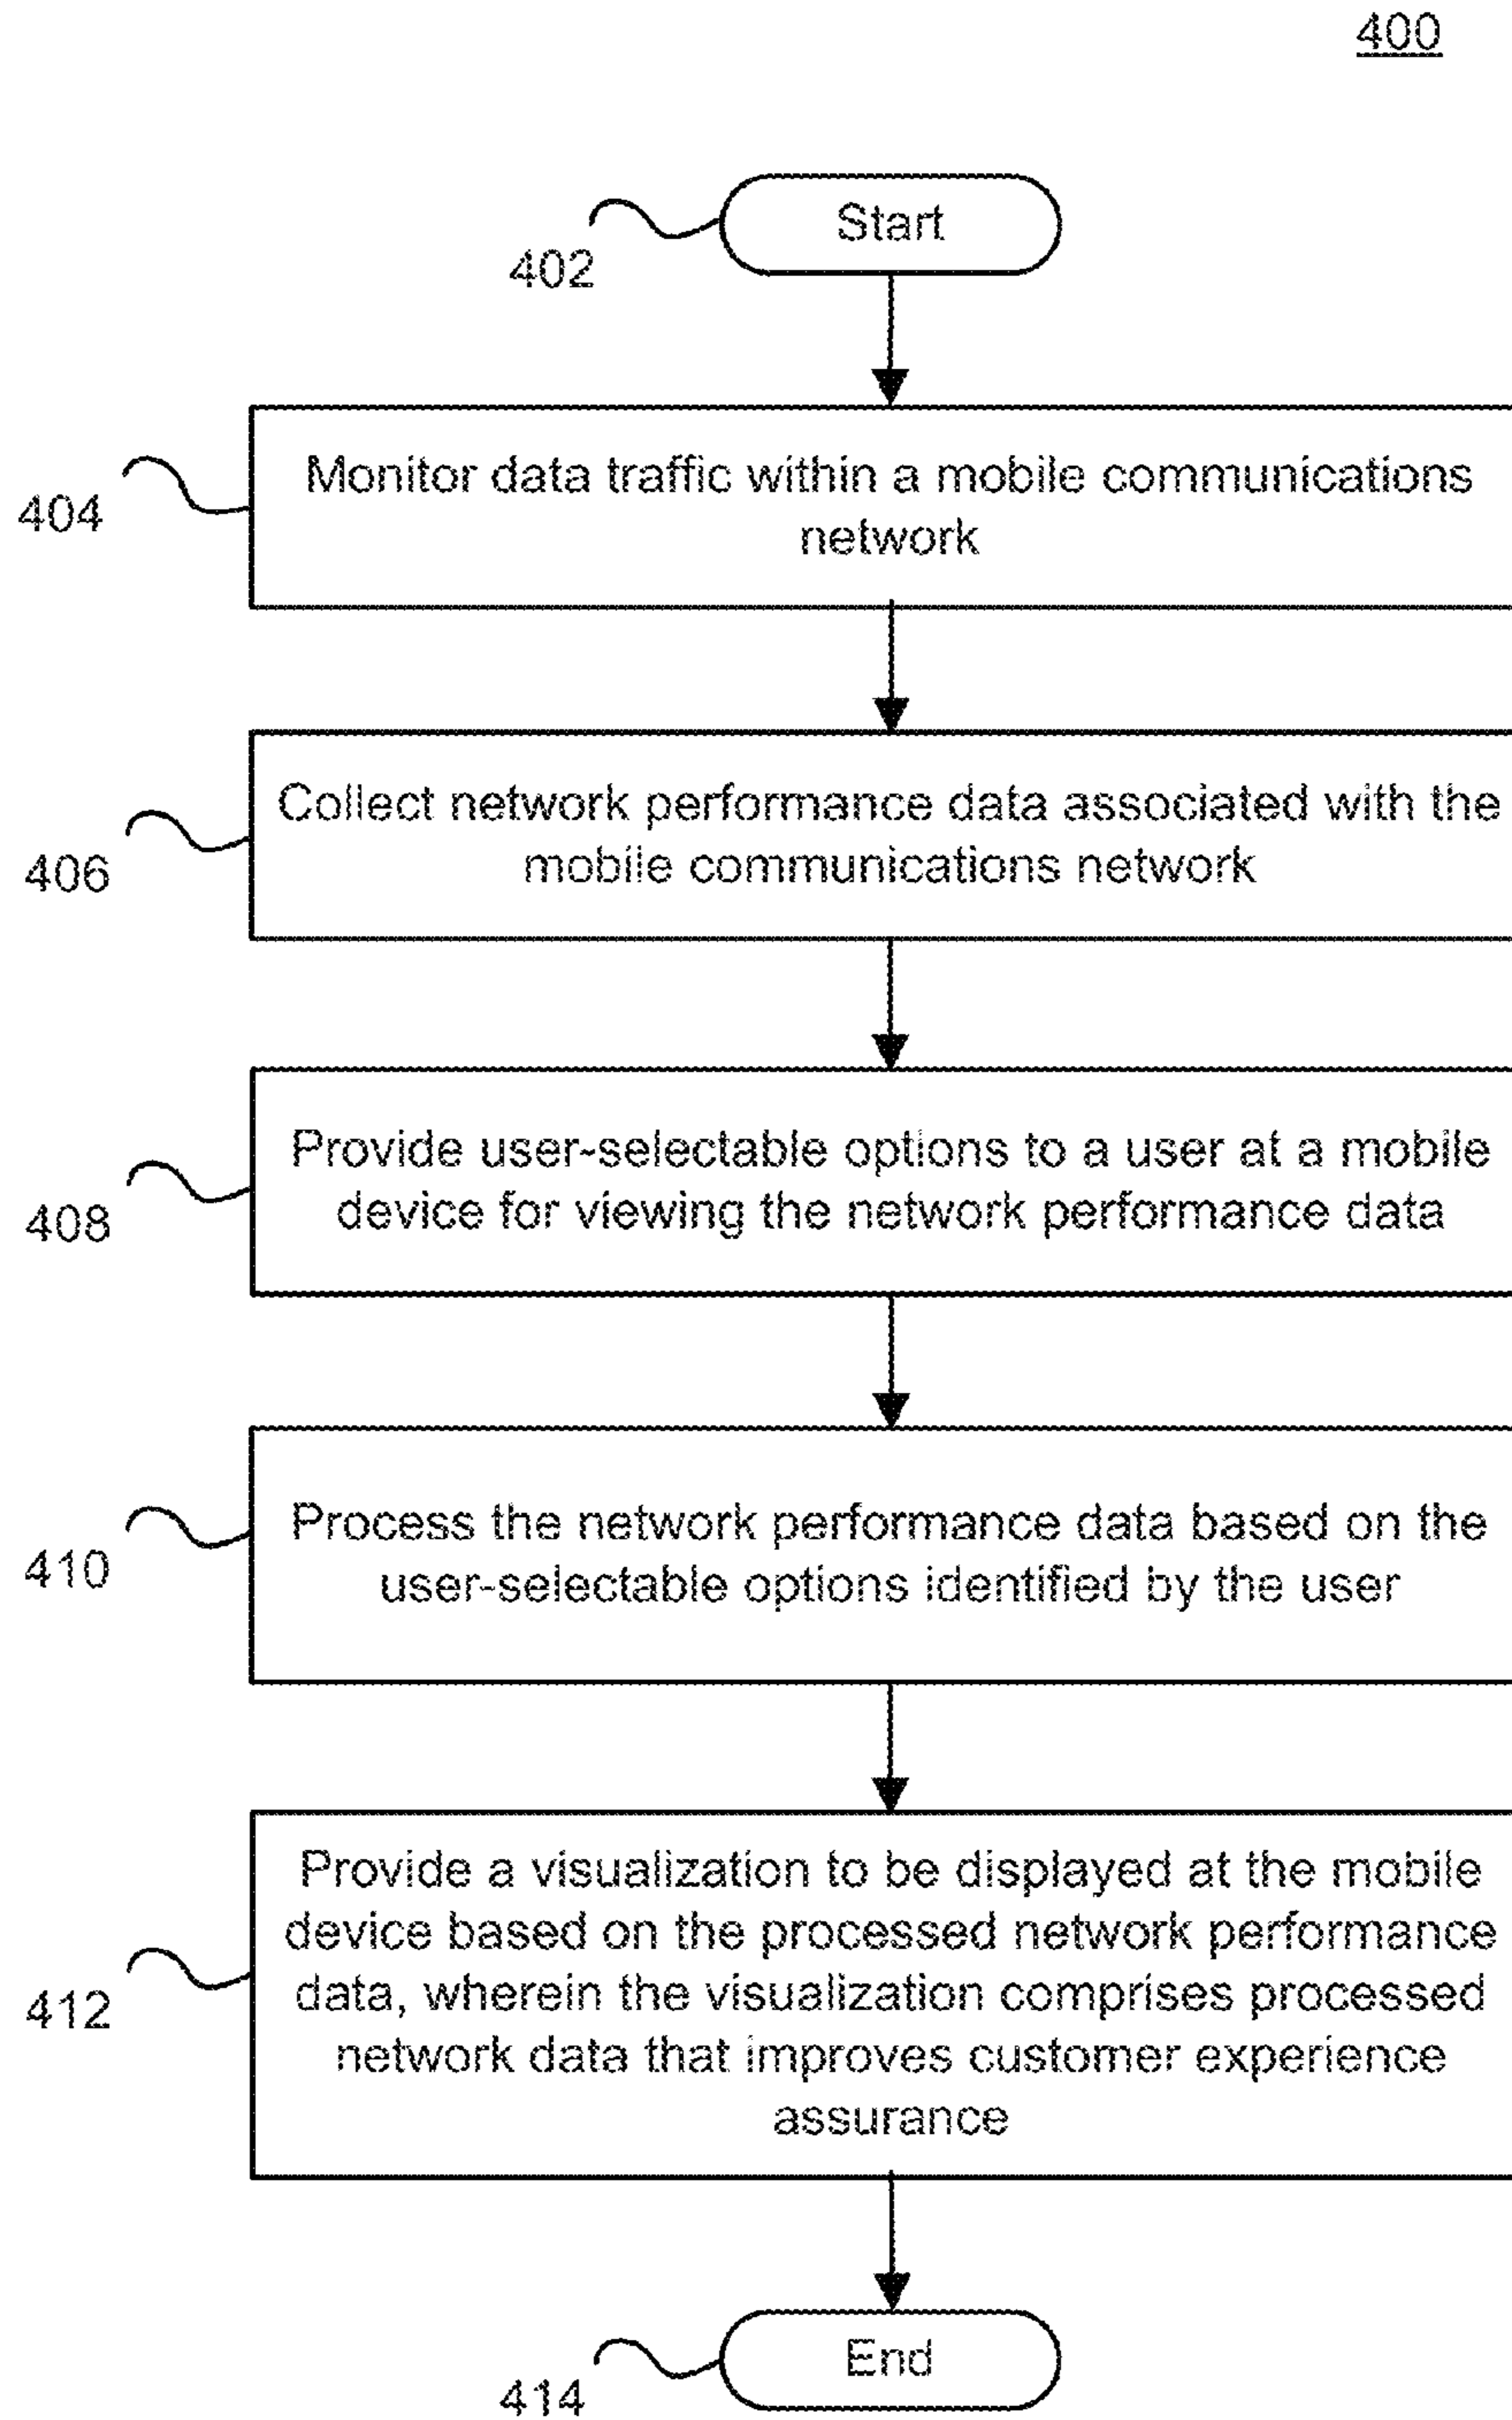 400
Start
402
Monitor data traffic within a mobile communications
network
404
Collect network performance data associated with the
mobile communications network
406
Provide user-selectable options to a user at a mobile
device for viewing the network performance data
408
Process the network performance data based on the
user-selectable options identified by the user
410
Provide a visualization to be displayed at the mobile
device based on the processed network performance
data, wherein the visualization comprises processed
network data that improves customer experience
assurance
412
End
414